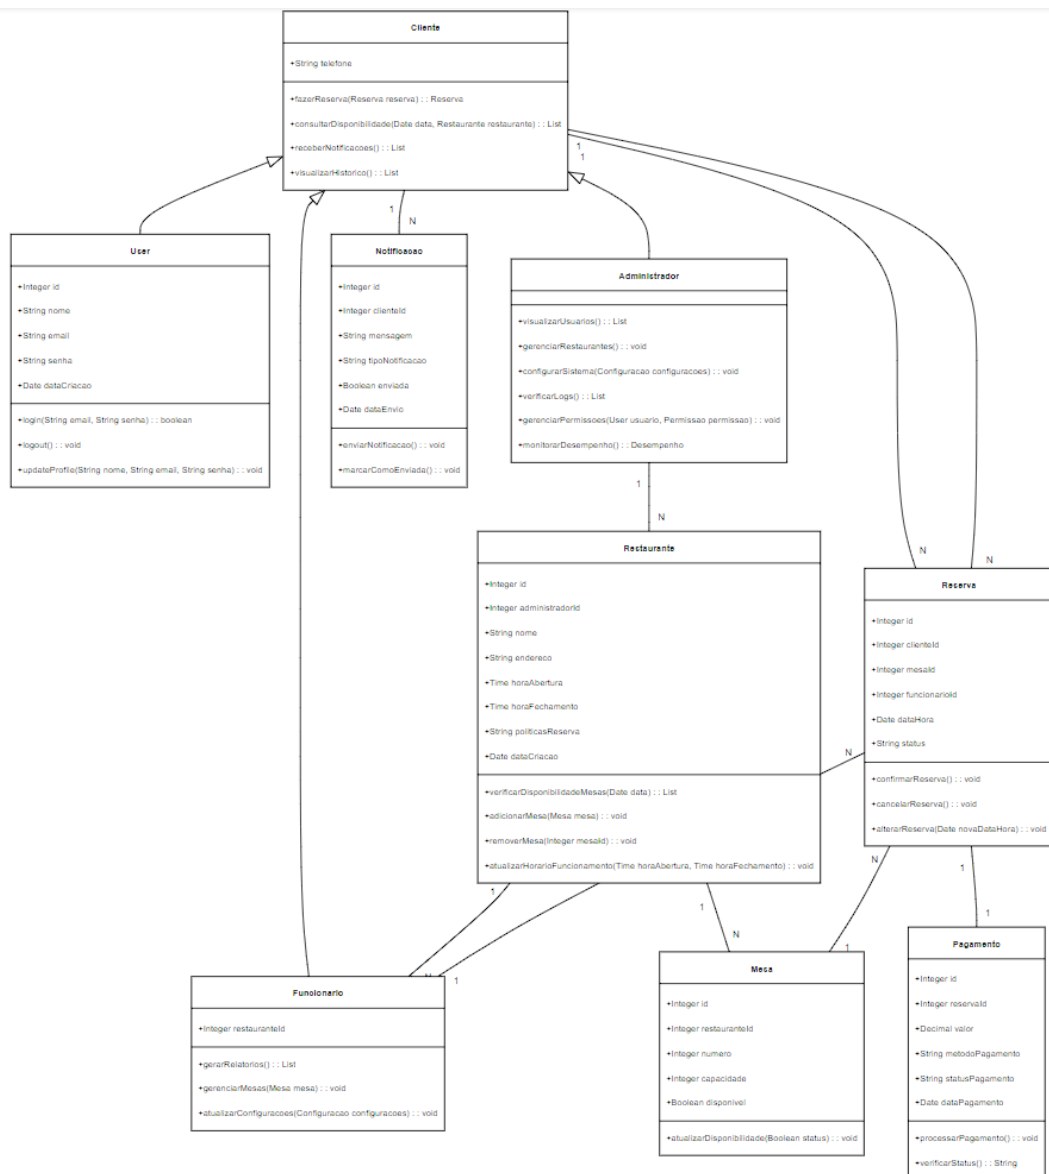 Cliente
+String telefone
+fazerReserva(Reserva reserva) : : Reserva
+consultarDisponibilidade(Date data, Restaurante restaurante) : : List
+receberNotificacoes() : : List
+visualizarHistorico() : : List
1
1
1
N
User
+Integer id
+String nome
+String email
+String senha
+Date dataCriacao
+login(String email, String senha) : : boolean
+logout() : : void
+updateProfile(String nome, String email, String senha) : : void
Notificacao
+Integer id
+Integer clienteId
+String mensagem
+String tipoNotificacao
+Boolean enviada
+Date dataEnvio
+enviarNotificacao() : : void
+marcarComoEnviada() : : void
Administrador
+visualizarUsuarios() : : List
+gerenciarRestaurantes() : : void
+configurarSistema(Configuracao configuracoes) : : void
+verificarLogs() : : List
+gerenciarPermissoes(User usuario, Permissao permissao) : : void
+monitorarDesempenho() : : Desempenho
1
N
N
N
Restaurante
+Integer id
+Integer administradorId
+String nome
+String endereco
+Time horaAbertura
+Time horaFechamento
+String politicasReserva
+Date dataCriacao
+verificarDisponibilidadeMesas(Date data) : : List
+adicionarMesa(Mesa mesa) : : void
+removerMesa(Integer mesaId) : : void
+atualizarHorarioFuncionamento(Time horaAbertura, Time horaFechamento) : : void
Reserva
+Integer id
+Integer clienteId
+Integer mesaId
+Integer funcionarioId
+Date dataHora
+String status
+confirmarReserva() : : void
+cancelarReserva() : : void
+alterarReserva(Date novaDataHora) : : void
N
1
1
N
N
1
1
1
N
1
Funcionario
+Integer restauranteId
+gerarRelatorios() : : List
+gerenciarMesas(Mesa mesa) : : void
+atualizarConfiguracoes(Configuracao configuracoes) : : void
Mesa
+Integer id
+Integer restauranteId
+Integer numero
+Integer capacidade
+Boolean disponivel
+atualizarDisponibilidade(Boolean status) : : void
Pagamento
+Integer id
+Integer reservaId
+Decimal valor
+String metodoPagamento
+String statusPagamento
+Date dataPagamento
+processarPagamento() : : void
+verificarStatus() : : String